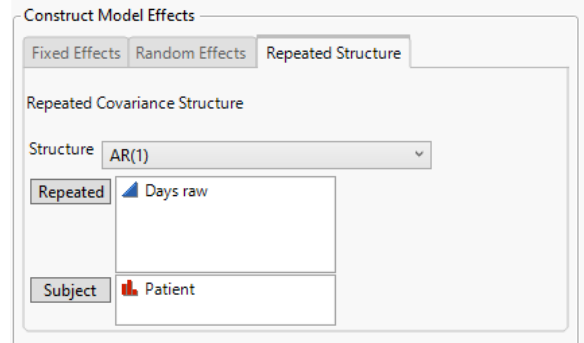 Construct Model Effects
Fixed Effects Random Effects Repeated Structure
Repeated Covariance Structure
Structure AR(1)
Repeated Days raw
Subject Patient